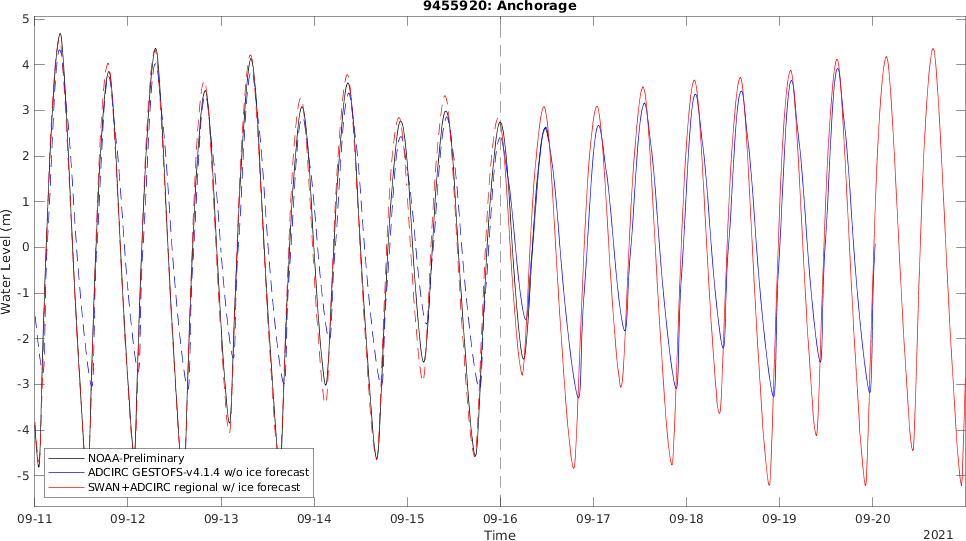 9455920: Anchorage
5
4
3
2
1
0
-1
-2
-3
-4
-5
Water Level (m)
NOAA-Preliminary
ADCIRC GESTOFS-v4.1.4 w/o ice forecast
SWAN+ADCIRC regional w/ ice forecast
09-11 09-12 09-13 09-14 09-15 09-16 09-17 09-18 09-19 09-20
Time
2021